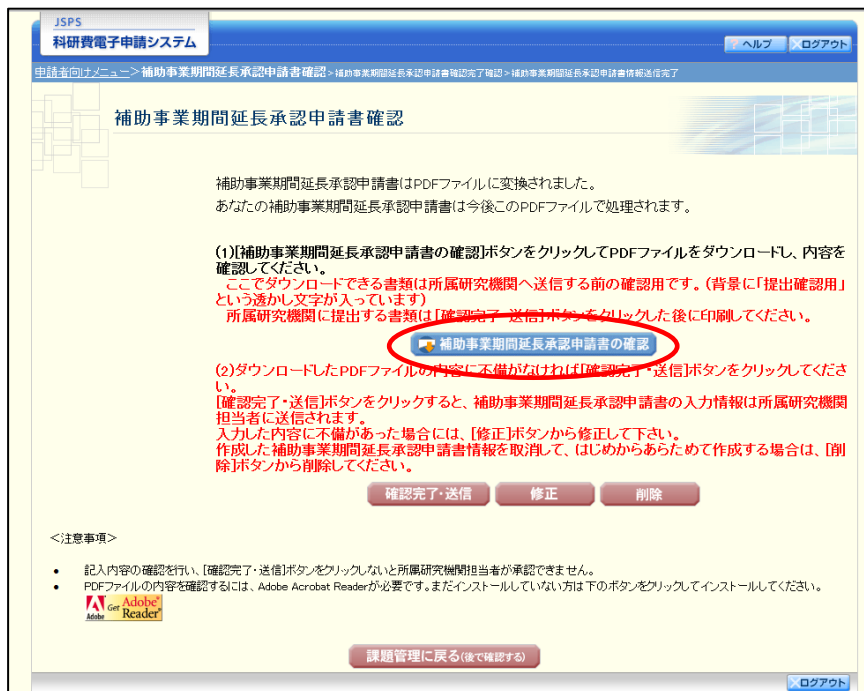 JSPS
科研費電子申請システム
? ヘルプ
ログアウト
申請者向けメニュー>補助事業期間延長承認申請書確認>補助事業期間延長承認申請書確認完了確認>補助事業期間延長承認申請書情報送信完了
補助事業期間延長承認申請書確認
補助事業期間延長承認申請書はPDFファイルに変換されました。
あなたの補助事業期間延長承認申請書は今後このPDFファイルで処理されます。
(1)[補助事業期間延長承認申請書の確認]ボタンをクリックしてPDFファイルをダウンロードし、内容を
確認してください。
ここでダウンロードできる書類は所属研究機関へ送信する前の確認用です。(背景に「提出確認用」
という透かし文字が入っています)
所属研究機関に提出する書類は[確認完了・送信]ボタンをクリックした後に印刷してください。
補助事業期間延長承認申請書の確認
(2)ダウンロードしたPDFファイルの内容に不備がなければ[確認完了・送信]ボタンをクリックしてくださ
い。
[確認完了・送信]ボタンをクリックすると、補助事業期間延長承認申請書の入力情報は所属研究機関
担当者に送信されます。
入力した内容に不備があった場合には、[修正]ボタンから修正して下さい。
作成した補助事業期間延長承認申請書情報を取消して、はじめからあらためて作成する場合は、[削
除]ボタンから削除してください。
確認完了・送信
修正
削除
<注意事項>
• 記入内容の確認を行い、[確認完了・送信]ボタンをクリックしないと所属研究機関担当者が承認できません。
• PDFファイルの内容を確認するには、Adobe Acrobat Readerが必要です。まだインストールしていない方は下のボタンをクリックしてインストールしてください。
Adobe Get Adobe® Reader®
課題管理に戻る(後で確認する)
ログアウト